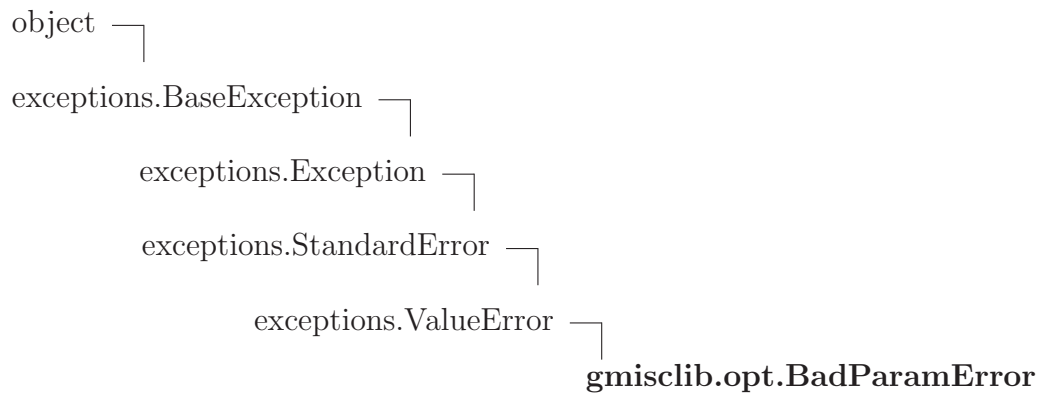 object
exceptions.BaseException
exceptions.Exception
exceptions.StandardError
exceptions.ValueError
gmisclib.opt.BadParamError